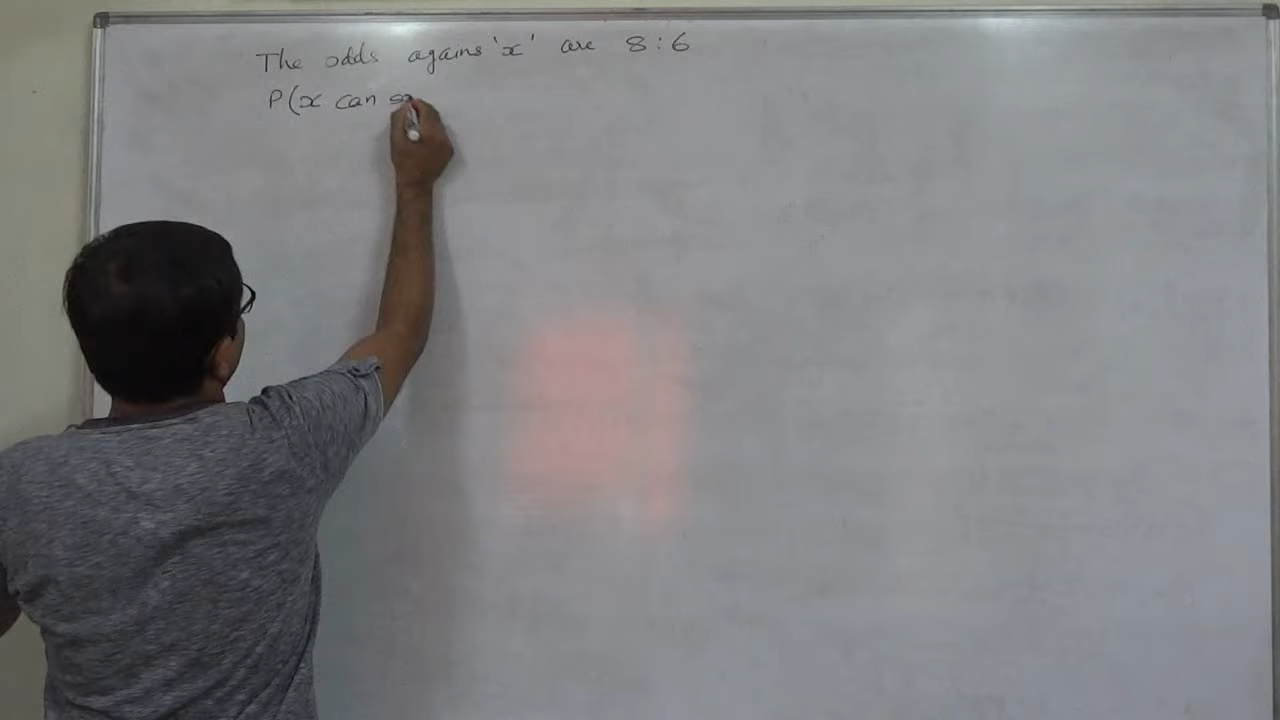 The odds agains 'x' are 8:6
P(x can